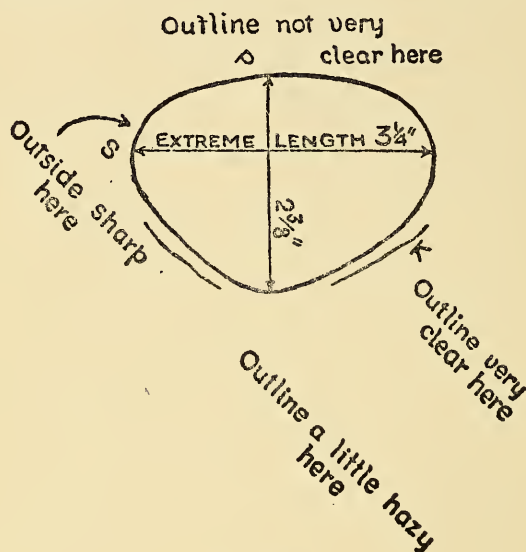 Outline not very
P clear here
S
Outside sharp
here
EXTREME LENGTH 3¼"
2⅜"
K
Outline very
clear here
Outline a little hazy
here